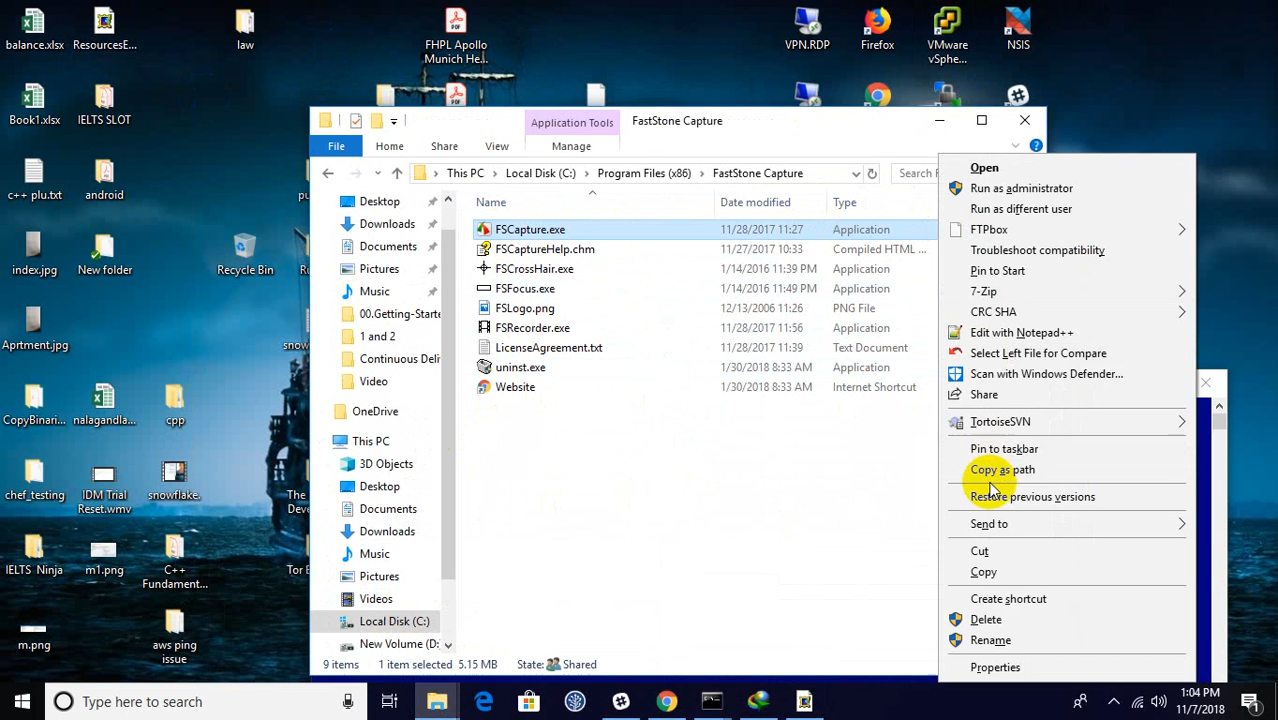 balance.xlsx
ResourcesE...
law
FHPL Apollo
Munich He...
VPN.RDP
Firefox
VMware
vSphe...
NSIS
Book1.xlsx
IELTS SLOT
c++ plu.txt
android
index.jpg
New folder
Recycle Bin
Aprtment.jpg
CopyBinari...
nalagandla...
cpp
chef_testing
IDM Trial
Reset.wmv
snowflake.
IELTS Ninja
m1.png
C++
Fundament...
m.png
aws ping
issue
Application Tools
FastStone Capture
File
Home
Share
View
Manage
This PC
Local Disk (C:)
Program Files (x86)
FastStone Capture
Search Fa
Desktop
Downloads
Documents
Pictures
Music
00.Getting-Starte
1 and 2
Continuous Deli
Video
OneDrive
This PC
3D Objects
Desktop
Documents
Downloads
Music
Pictures
Videos
Local Disk (C:)
New Volume (D:
Name
Date modified
Type
FSCapture.exe 11/28/2017 11:27 Application
FSCaptureHelp.chm 11/27/2017 10:33 Compiled HTML ...
FSCrossHair.exe 1/14/2016 11:39 PM Application
FSFocus.exe 1/14/2016 11:49 PM Application
FSLogo.png 12/13/2006 11:26 PNG File
FSRecorder.exe 11/28/2017 11:56 Application
LicenseAgreement.txt 11/28/2017 11:39 Text Document
uninst.exe 1/30/2018 8:33 AM Application
Website 1/30/2018 8:33 AM Internet Shortcut
9 items
1 item selected 5.15 MB
State: Shared
Open
Run as administrator
Run as different user
FTPbox
Troubleshoot compatibility
Pin to Start
7-Zip
CRC SHA
Edit with Notepad++
Select Left File for Compare
Scan with Windows Defender...
Share
TortoiseSVN
Pin to taskbar
Copy as path
Restore previous versions
Send to
Cut
Copy
Create shortcut
Delete
Rename
Properties
Type here to search
1:04 PM
11/7/2018